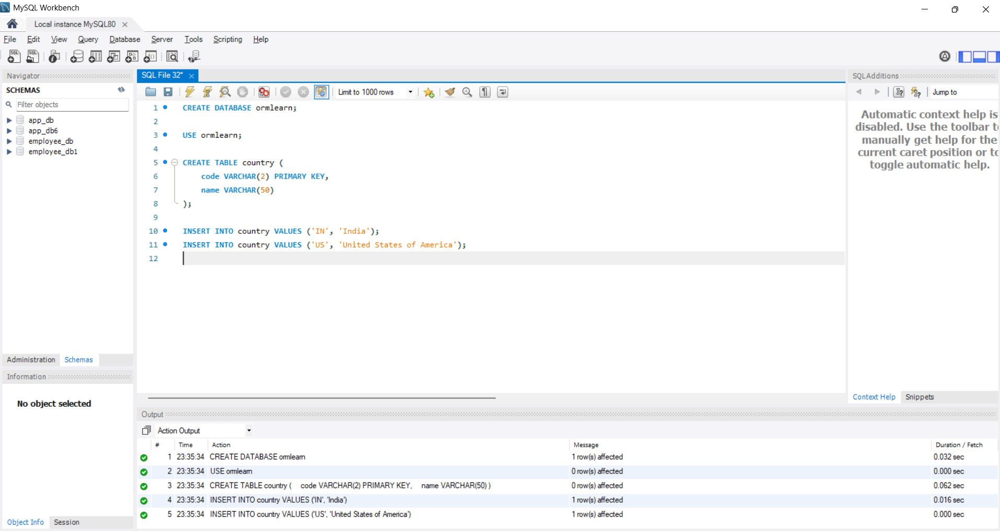 MySQL Workbench
Local instance MySQL80
File Edit View Query Database Server Tools Scripting Help
Navigator
SCHEMAS
Filter objects
app_db
app_db6
employee_db
employee_db1
Administration Schemas
Information
No object selected
Object Info Session
SQL File 32*
Limit to 1000 rows
1 CREATE DATABASE ormlearn;
2
3 USE ormlearn;
4
5 CREATE TABLE country (
6 code VARCHAR(2) PRIMARY KEY,
7 name VARCHAR(50)
8 );
9
10 INSERT INTO country VALUES ('IN', 'India');
11 INSERT INTO country VALUES ('US', 'United States of America');
12
SQLAdditions
Jump to
Automatic context help is
disabled. Use the toolbar
manually get help for the
current caret position or
toggle automatic help.
Context Help Snippets
Output
Action Output
# Time Action Message Duration / Fetch
1 23:35:34 CREATE DATABASE ormlearn 1 row(s) affected 0.032 sec
2 23:35:34 USE ormlearn 0 row(s) affected 0.000 sec
3 23:35:34 CREATE TABLE country ( code VARCHAR(2) PRIMARY KEY, name VARCHAR(50) ) 0 row(s) affected 0.062 sec
4 23:35:34 INSERT INTO country VALUES ('IN', 'India') 1 row(s) affected 0.016 sec
5 23:35:34 INSERT INTO country VALUES ('US', 'United States of America') 1 row(s) affected 0.000 sec